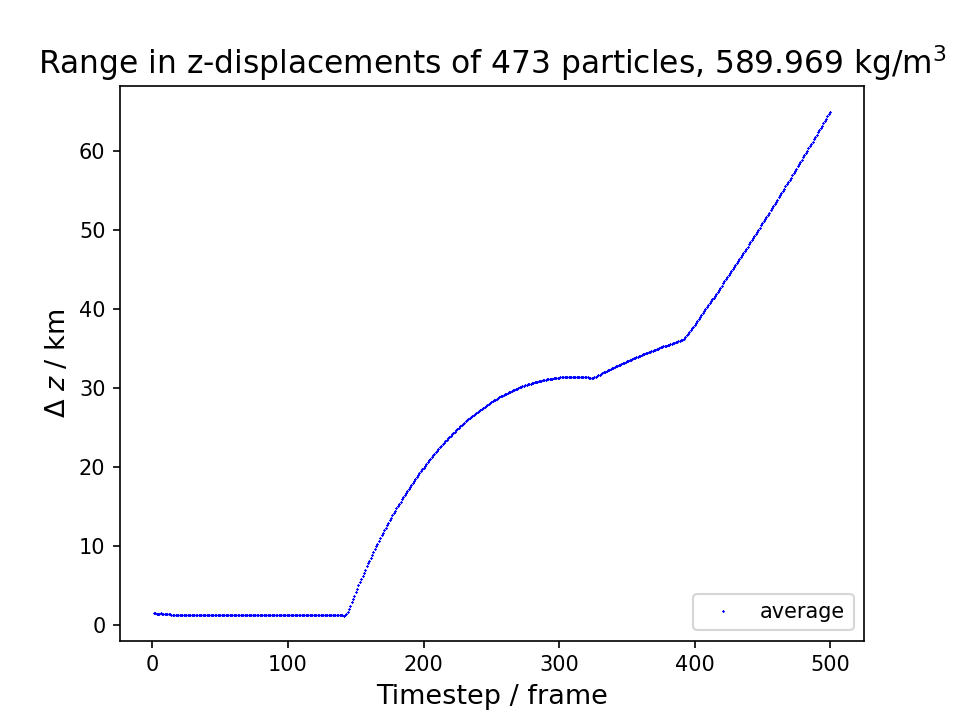 Range in z-displacements of 473 particles, 589.969 kg/m³
60
50
40
30
20
10
0
Δ z / km
average
0 100 200 300 400 500
Timestep / frame